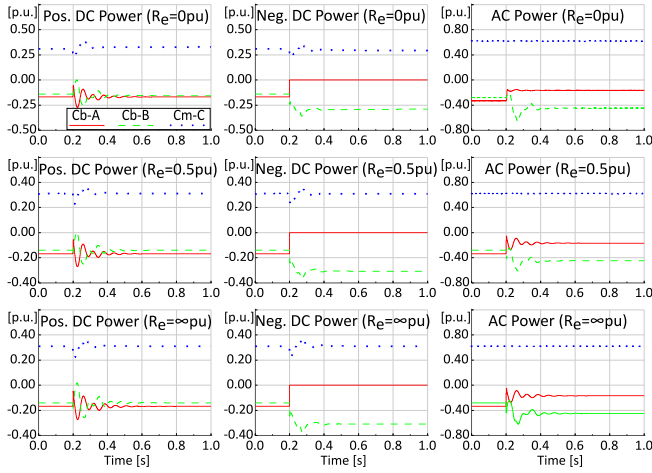 [p.u.] Pos. DC Power (Re=0pu)
0.50
0.25
0.00
-0.25
0.50
Cb-A Cb-B Cm-C
0.0 0.2 0.4 0.6 0.8 1.0
[p.u.] Neg. DC Power (Re=0pu)
0.50
0.25
0.00
-0.25
0.50
0.0 0.2 0.4 0.6 0.8 1.0
[p.u.] AC Power (Re=0pu)
0.80
0.40
0.00
-0.40
-0.80
0.0 0.2 0.4 0.6 0.8 1.0
[p.u.] Pos. DC Power (Re=0.5pu)
0.40
0.20
0.00
-0.20
0.40
0.0 0.2 0.4 0.6 0.8 1.0
[p.u.] Neg. DC Power (Re=0.5pu)
0.40
0.20
0.00
-0.20
0.40
0.0 0.2 0.4 0.6 0.8 1.0
[p.u.] AC Power (Re=0.5pu)
0.80
0.40
0.00
-0.40
-0.80
0.0 0.2 0.4 0.6 0.8 1.0
[p.u.] Pos. DC Power (Re=∞pu)
0.40
0.20
0.00
-0.20
0.40
0.0 0.2 0.4 0.6 0.8 1.0
Time [s]
[p.u.] Neg. DC Power (Re=∞pu)
0.40
0.20
0.00
-0.20
0.40
0.0 0.2 0.4 0.6 0.8 1.0
Time [s]
[p.u.] AC Power (Re=∞pu)
0.80
0.40
0.00
-0.40
-0.80
0.0 0.2 0.4 0.6 0.8 1.0
Time [s]